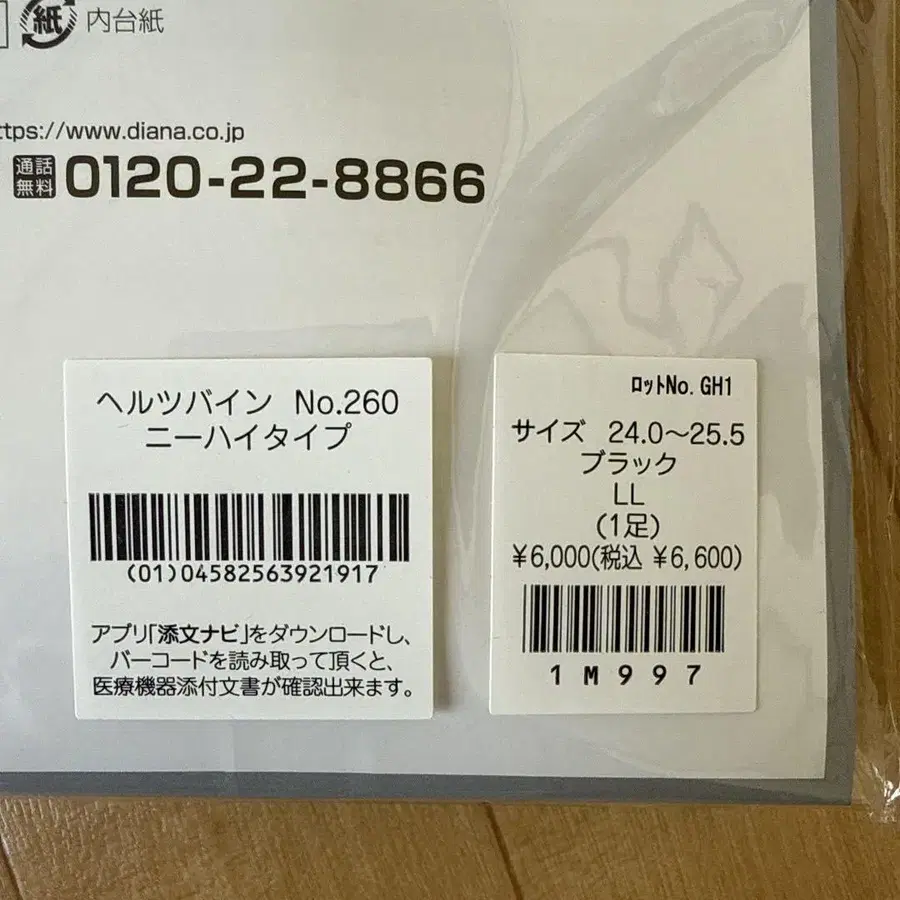 紙 内台紙
ttps://www.diana.co.jp
通話
無料 0120-22-8866
ヘルツバイン No.260
ニーハイタイプ
(01)04582563921917
アプリ「添文ナビ」をダウンロードし、
バーコードを読み取って頂くと、
医療機器添付文書が確認出来ます。
ロットNo. GH1
サイズ 24.0～25.5
ブラック
LL
(1足)
¥6,000(税込 ¥6,600)
1M997